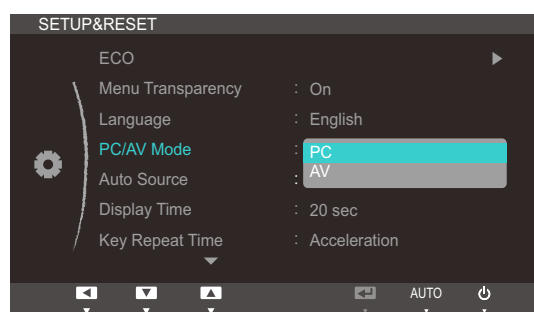 SETUP&RESET
ECO
Menu Transparency : On
Language : English
PC/AV Mode : PC
AV
Auto Source :
Display Time : 20 sec
Key Repeat Time : Acceleration
AUTO